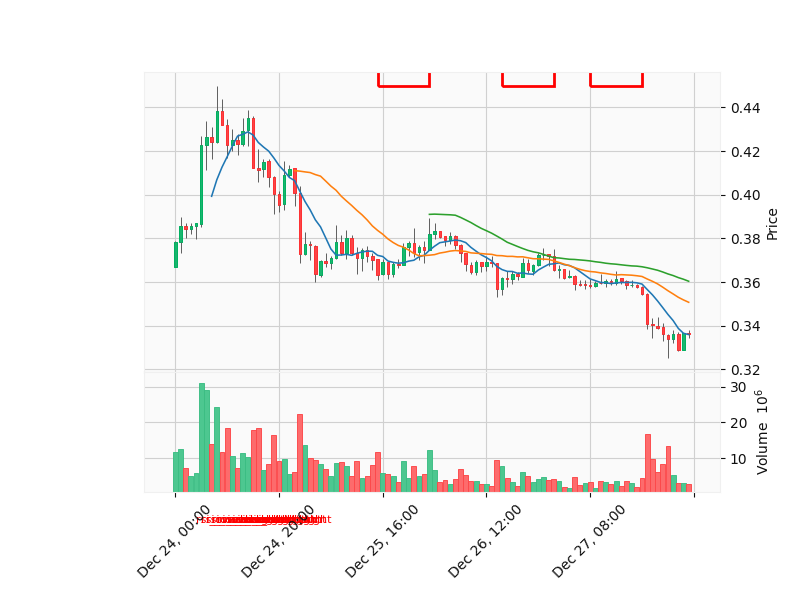 0.44
0.42
0.40
0.38
0.36
0.34
0.32
Price
30
20
10
Volume 10^6
Dec 24, 00:00
Dec 24, 20:00
Dec 25, 16:00
Dec 26, 12:00
Dec 27, 08:00